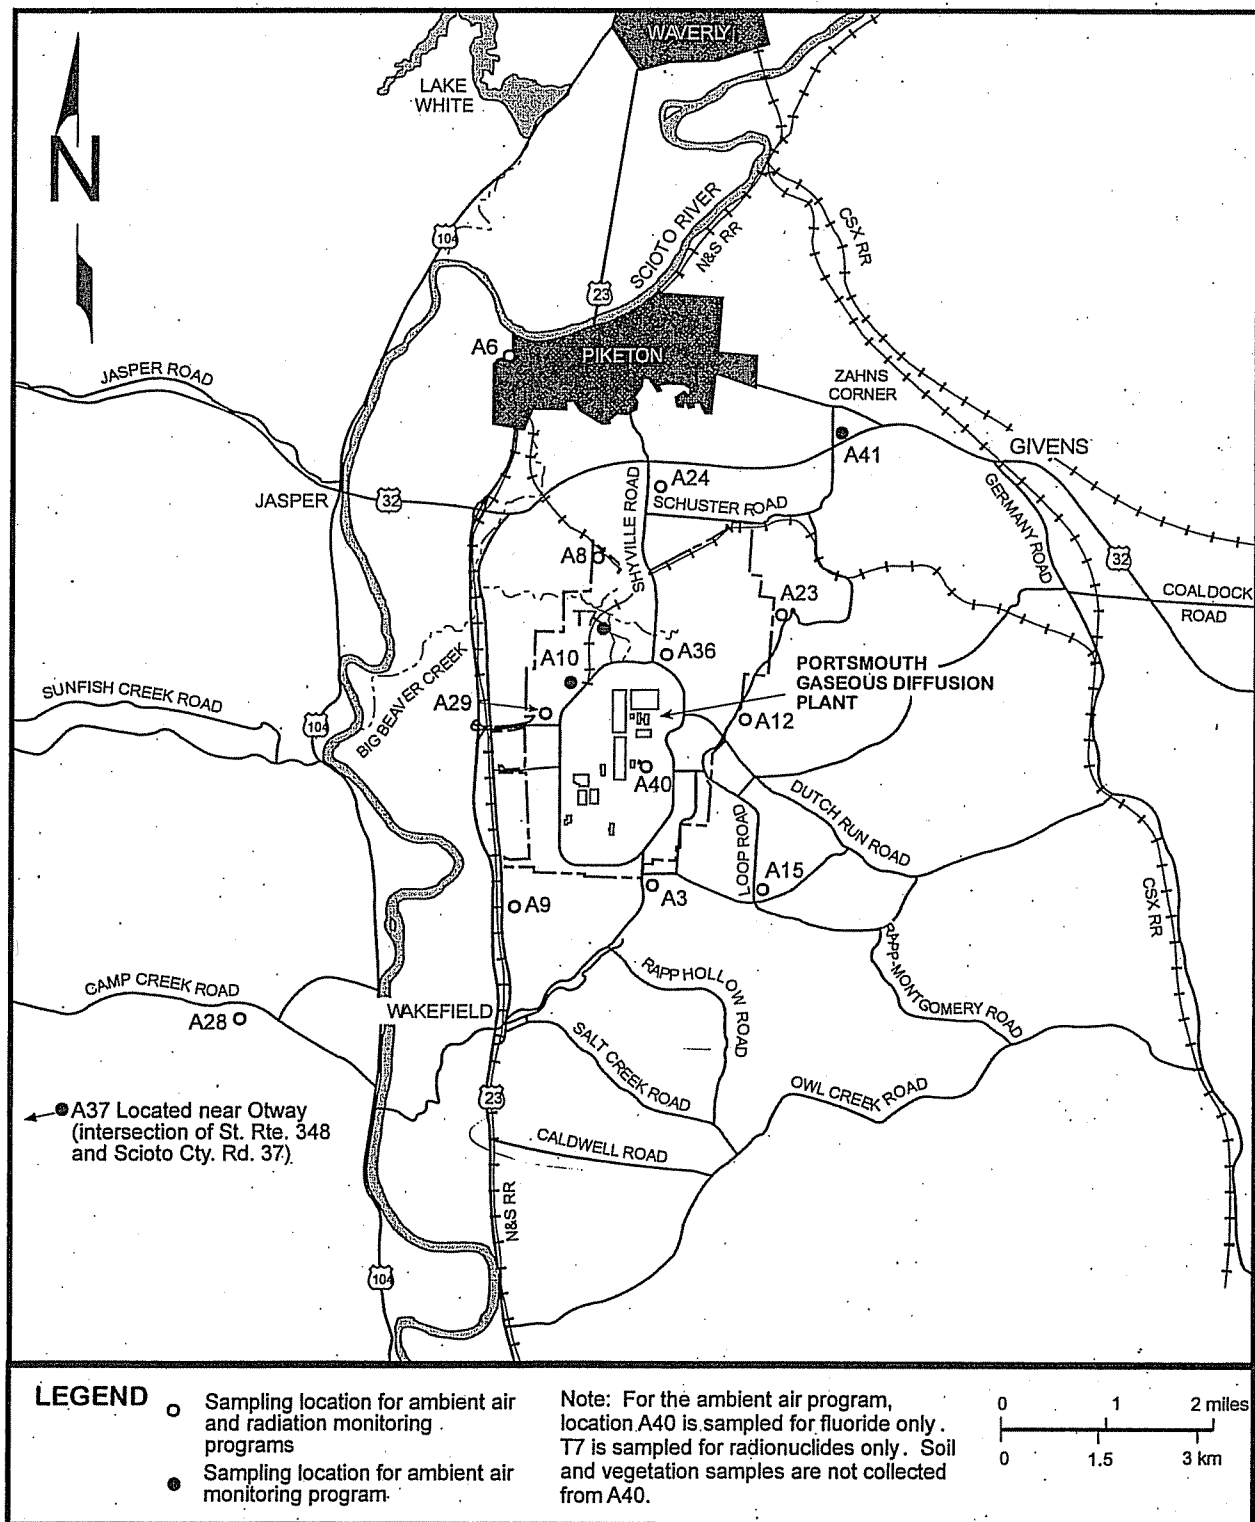 WAVERLY
LAKE
WHITE
N
104
SCIOTO RIVER
N&S RR
CSX RR
23
A6
PIKETON
JASPER ROAD
ZAHNS
CORNER
A41
GIVENS
A24
JASPER
32
SCHUSTER ROAD
SHYVILLE ROAD
GERMANY ROAD
A8
32
COALDOCK
ROAD
A23
T7
A10
A36
PORTSMOUTH
GASEOUS DIFFUSION
PLANT
BIG BEAVER CREEK
SUNFISH CREEK ROAD
A29
104
A12
A40
DUTCH RUN ROAD
LOOP ROAD
A15
A3
A9
CSX RR
RAPP-MONTGOMERY ROAD
CAMP CREEK ROAD
RAPP HOLLOW ROAD
A28
WAKEFIELD
SALT CREEK ROAD
OWL CREEK ROAD
23
A37 Located near Otway
(intersection of St. Rte. 348
and Scioto Cty. Rd. 37).
CALDWELL ROAD
N&S RR
104
LEGEND
Sampling location for ambient air
and radiation monitoring
programs
Sampling location for ambient air
monitoring program
Note: For the ambient air program,
location A40 is sampled for fluoride only.
T7 is sampled for radionuclides only. Soil
and vegetation samples are not collected
from A40.
0 1 2 miles
0 1.5 3 km